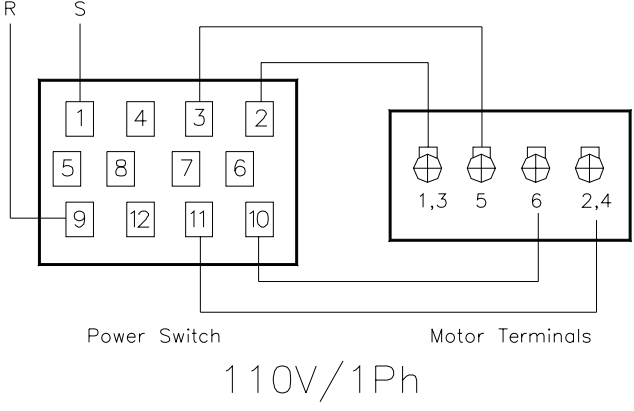 R S
1 4 3 2
5 8 7 6
1,3 5 6 2,4
9 12 11 10
Power Switch Motor Terminals
110V/1Ph